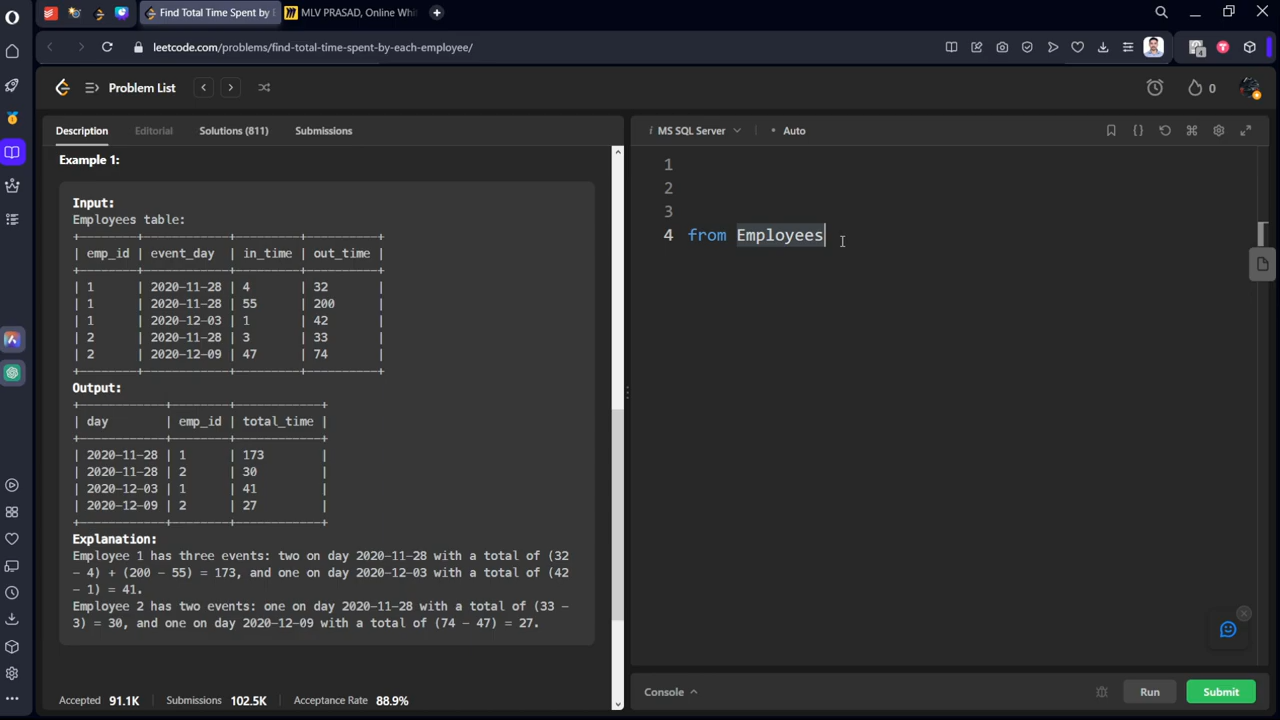 Find Total Time Spent by E
MLV PRASAD, Online Whit
leetcode.com/problems/find-total-time-spent-by-each-employee/
Problem List
0
Description
Editorial
Solutions (811)
Submissions
i MS SQL Server
• Auto
Example 1:
Input:
Employees table:
+--------+------------+---------+----------+
| emp_id | event_day | in_time | out_time |
+--------+------------+---------+----------+
| 1 | 2020-11-28 | 4 | 32 |
| 1 | 2020-11-28 | 55 | 200 |
| 1 | 2020-12-03 | 1 | 42 |
| 2 | 2020-11-28 | 3 | 33 |
| 2 | 2020-12-09 | 47 | 74 |
+--------+------------+---------+----------+
Output:
+------------+--------+------------+
| day | emp_id | total_time |
+------------+--------+------------+
| 2020-11-28 | 1 | 173 |
| 2020-11-28 | 2 | 30 |
| 2020-12-03 | 1 | 41 |
| 2020-12-09 | 2 | 27 |
+------------+--------+------------+
Explanation:
Employee 1 has three events: two on day 2020-11-28 with a total of (32
- 4) + (200 - 55) = 173, and one on day 2020-12-03 with a total of (42
- 1) = 41.
Employee 2 has two events: one on day 2020-11-28 with a total of (33 -
3) = 30, and one on day 2020-12-09 with a total of (74 - 47) = 27.
Accepted 91.1K
Submissions 102.5K
Acceptance Rate 88.9%
1
2
3
4 from Employees
Console
Run
Submit